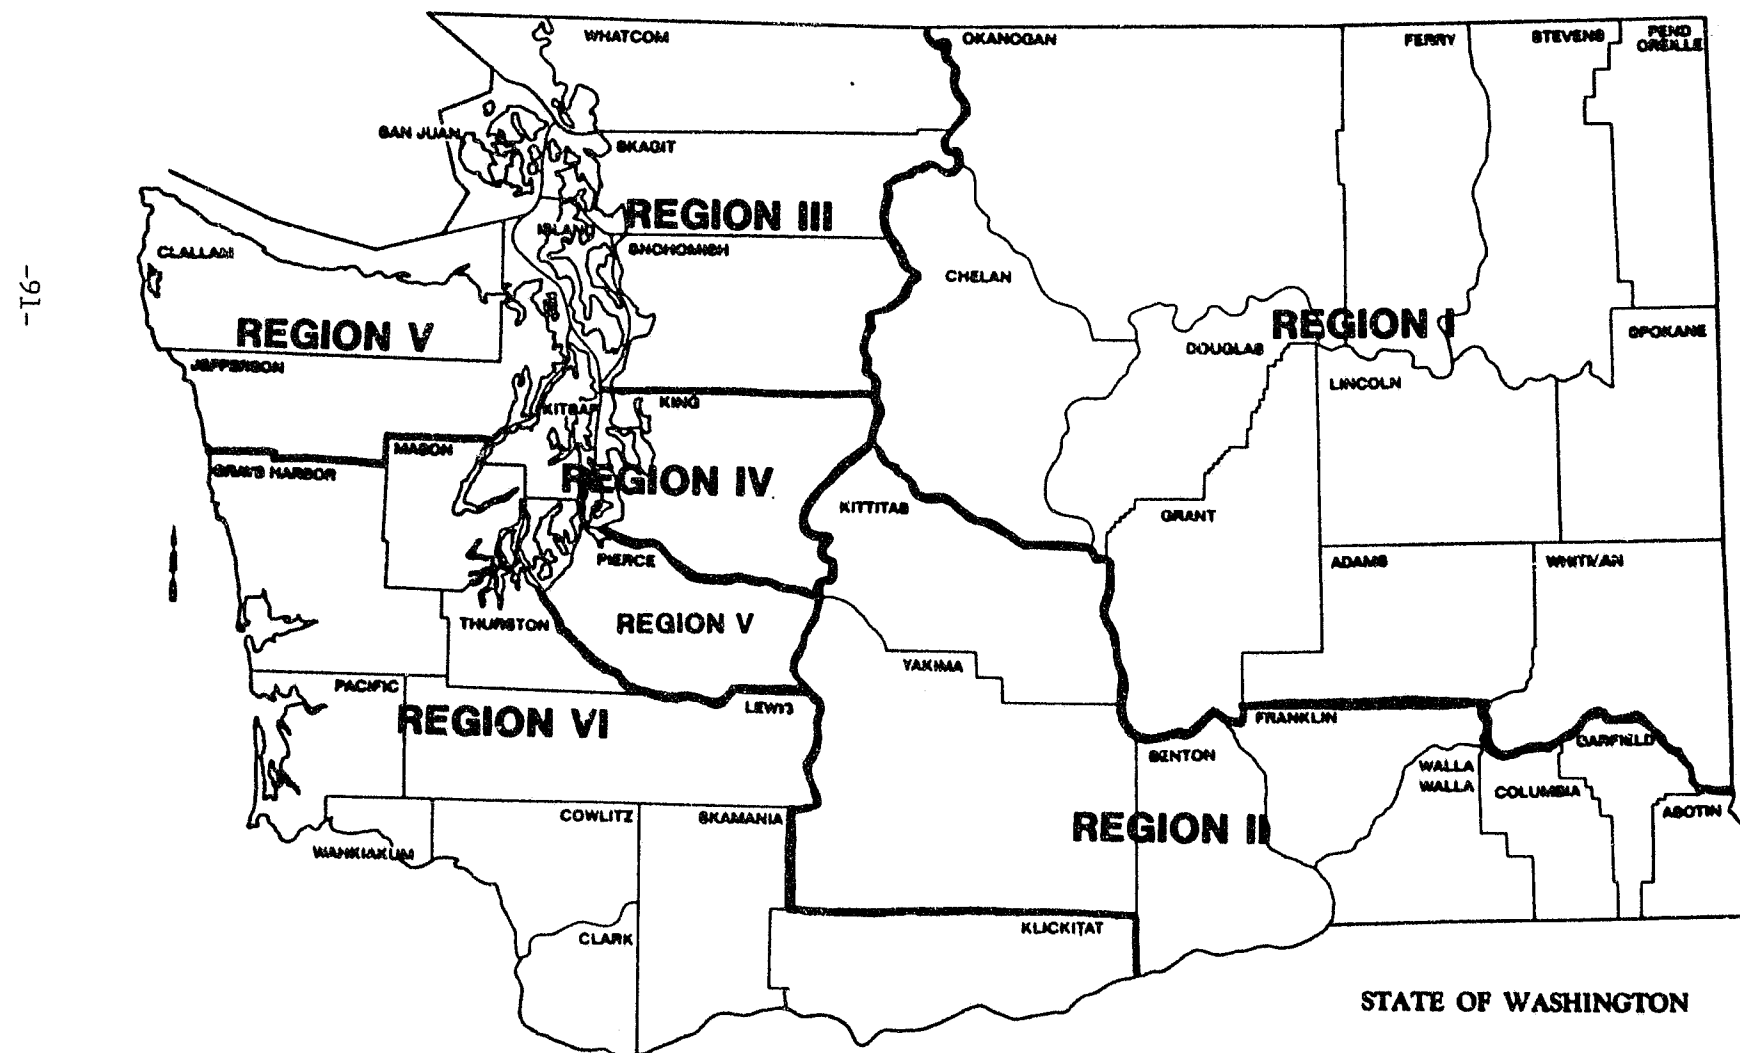 -91-
WHATCOM
OKANOGAN
FERRY
STEVENS
PEND
OREILLE
SAN JUAN
SKAGIT
REGION III
ISLAND
SNOHOMISH
CLALLAM
CHELAN
REGION V
REGION I
SPOKANE
JEFFERSON
DOUGLAS
LINCOLN
KITSAP
KING
MASON
GRAYS HARBOR
REGION IV
KITTITAS
GRANT
PIERCE
ADAMS
WHITMAN
THURSTON
REGION V
YAKIMA
PACIFIC
LEWIS
REGION VI
FRANKLIN
BENTON
GARFIELD
WALLA
WALLA
COLUMBIA
ASOTIN
COWLITZ
SKAMANIA
REGION II
WAHKIAKUM
KLICKITAT
CLARK
STATE OF WASHINGTON